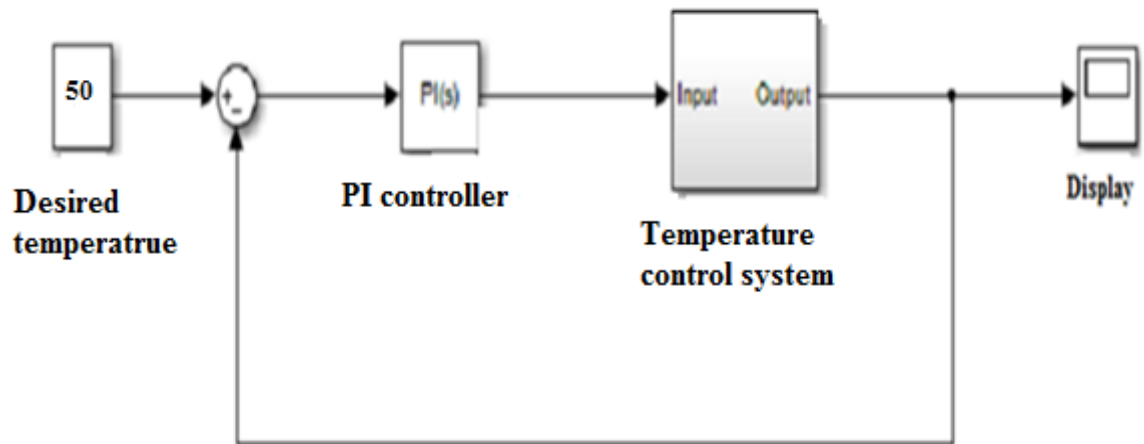 50
+
−
PI(s)
Input Output
Desired
temperatrue
PI controller
Temperature
control system
Display